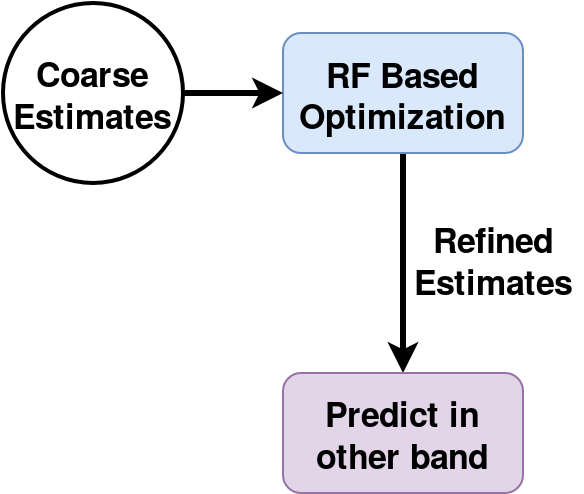 Coarse
Estimates
RF Based
Optimization
Refined
Estimates
Predict in
other band